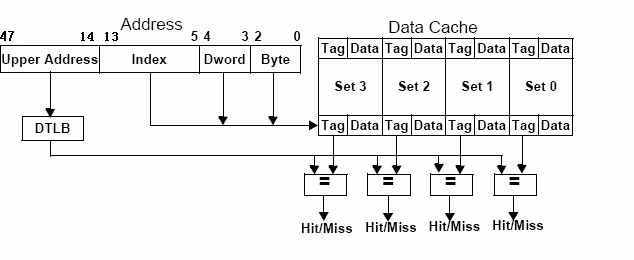 Address
Data Cache
47 14 13 5 4 3 2 0
Upper Address Index Dword Byte
Tag Data Tag Data Tag Data Tag Data
Set 3 Set 2 Set 1 Set 0
DTLB
Tag Data Tag Data Tag Data Tag Data
= = = =
Hit/Miss Hit/Miss Hit/Miss Hit/Miss